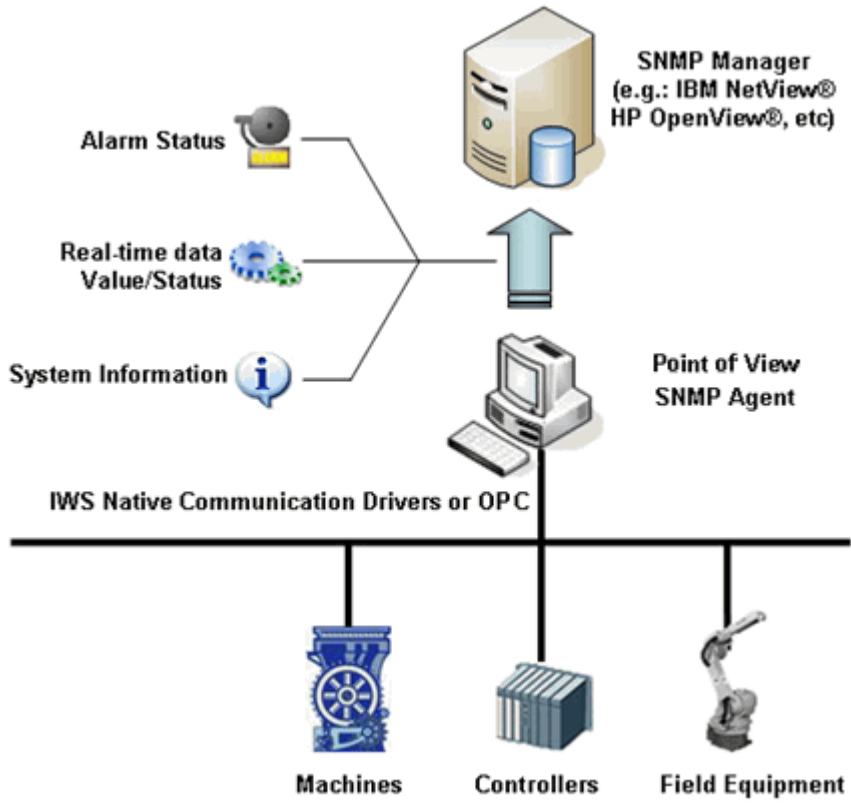 SNMP Manager
(e.g.: IBM NetView®
HP OpenView®, etc)
Alarm Status
Real-time data
Value/Status
System Information
Point of View
SNMP Agent
IWS Native Communication Drivers or OPC
Machines
Controllers
Field Equipment